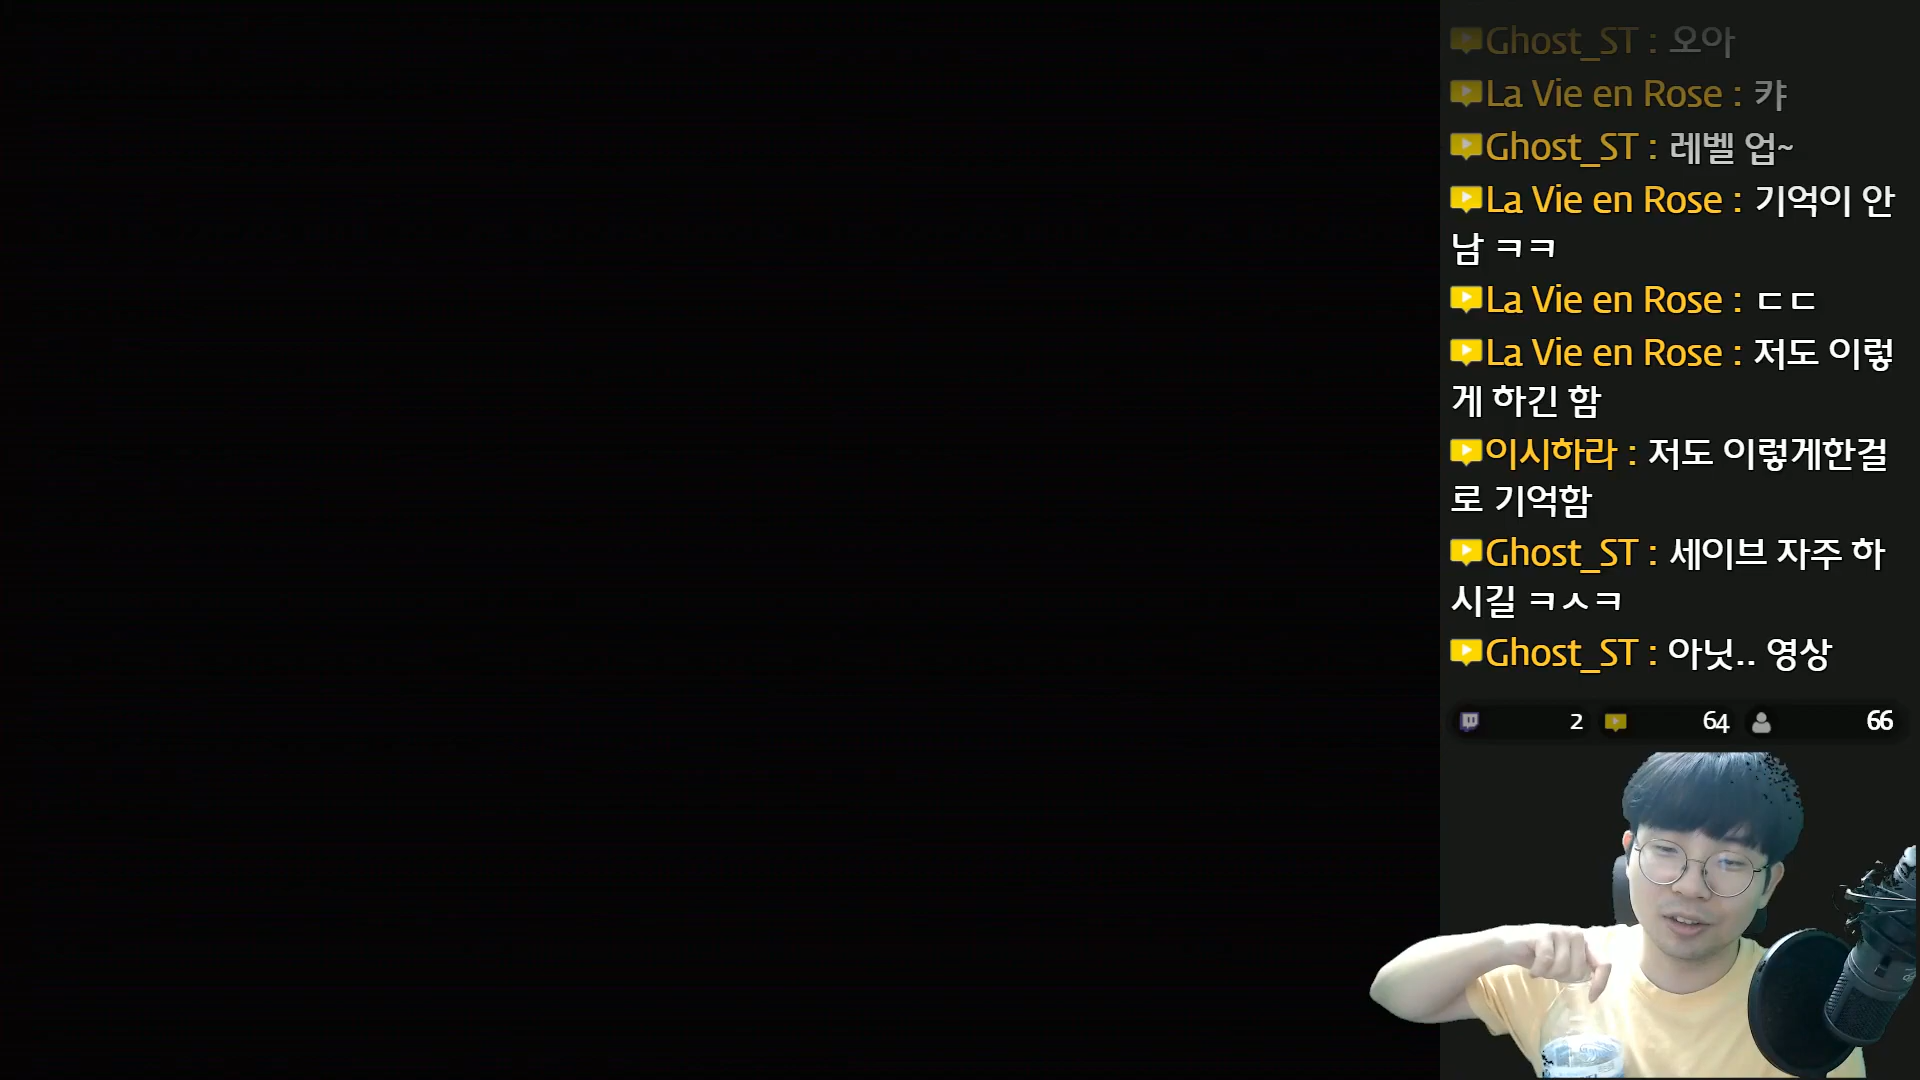 Ghost_ST : 오아
La Vie en Rose : 캬
Ghost_ST : 레벨 업~
La Vie en Rose : 기억이 안
남 ㅋㅋ
La Vie en Rose : ㄷㄷ
La Vie en Rose : 저도 이렇
게 하긴 함
이시하라 : 저도 이렇게한걸
로 기억함
Ghost_ST : 세이브 자주 하
시길 ㅋㅅㅋ
Ghost_ST : 아닛.. 영상
2 64 66